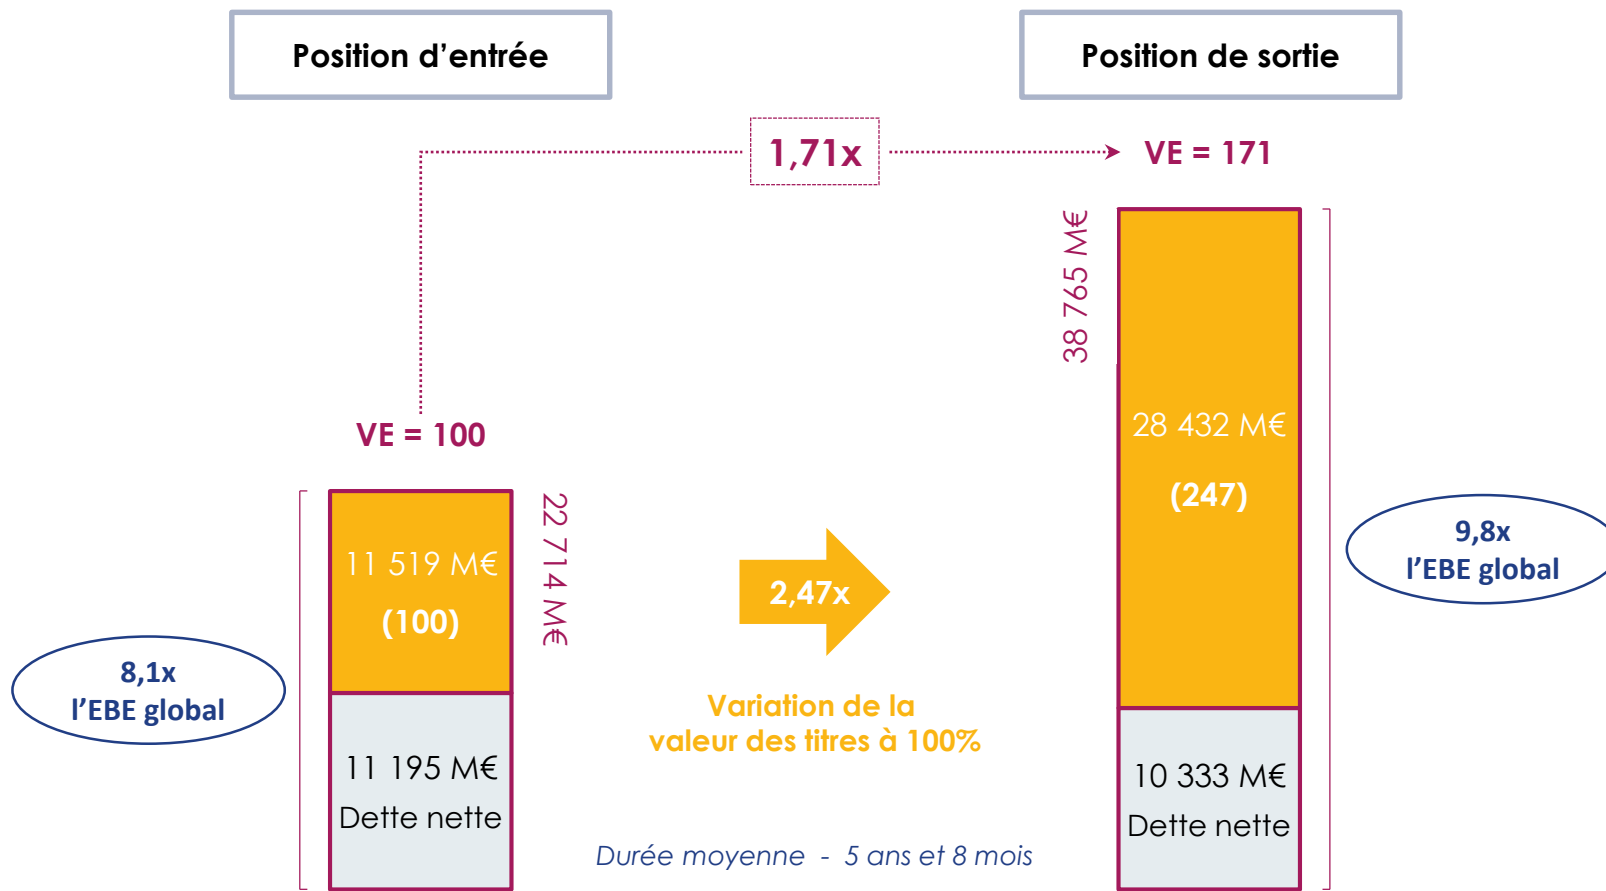 Position d’entrée
Position de sortie
1,71x
VE = 171
38 765 M€
28 432 M€
(247)
VE = 100
22 714 M€
11 519 M€
(100)
2,47x
9,8x
l’EBE global
8,1x
l’EBE global
Variation de la
valeur des titres à 100%
11 195 M€
Dette nette
10 333 M€
Dette nette
Durée moyenne - 5 ans et 8 mois